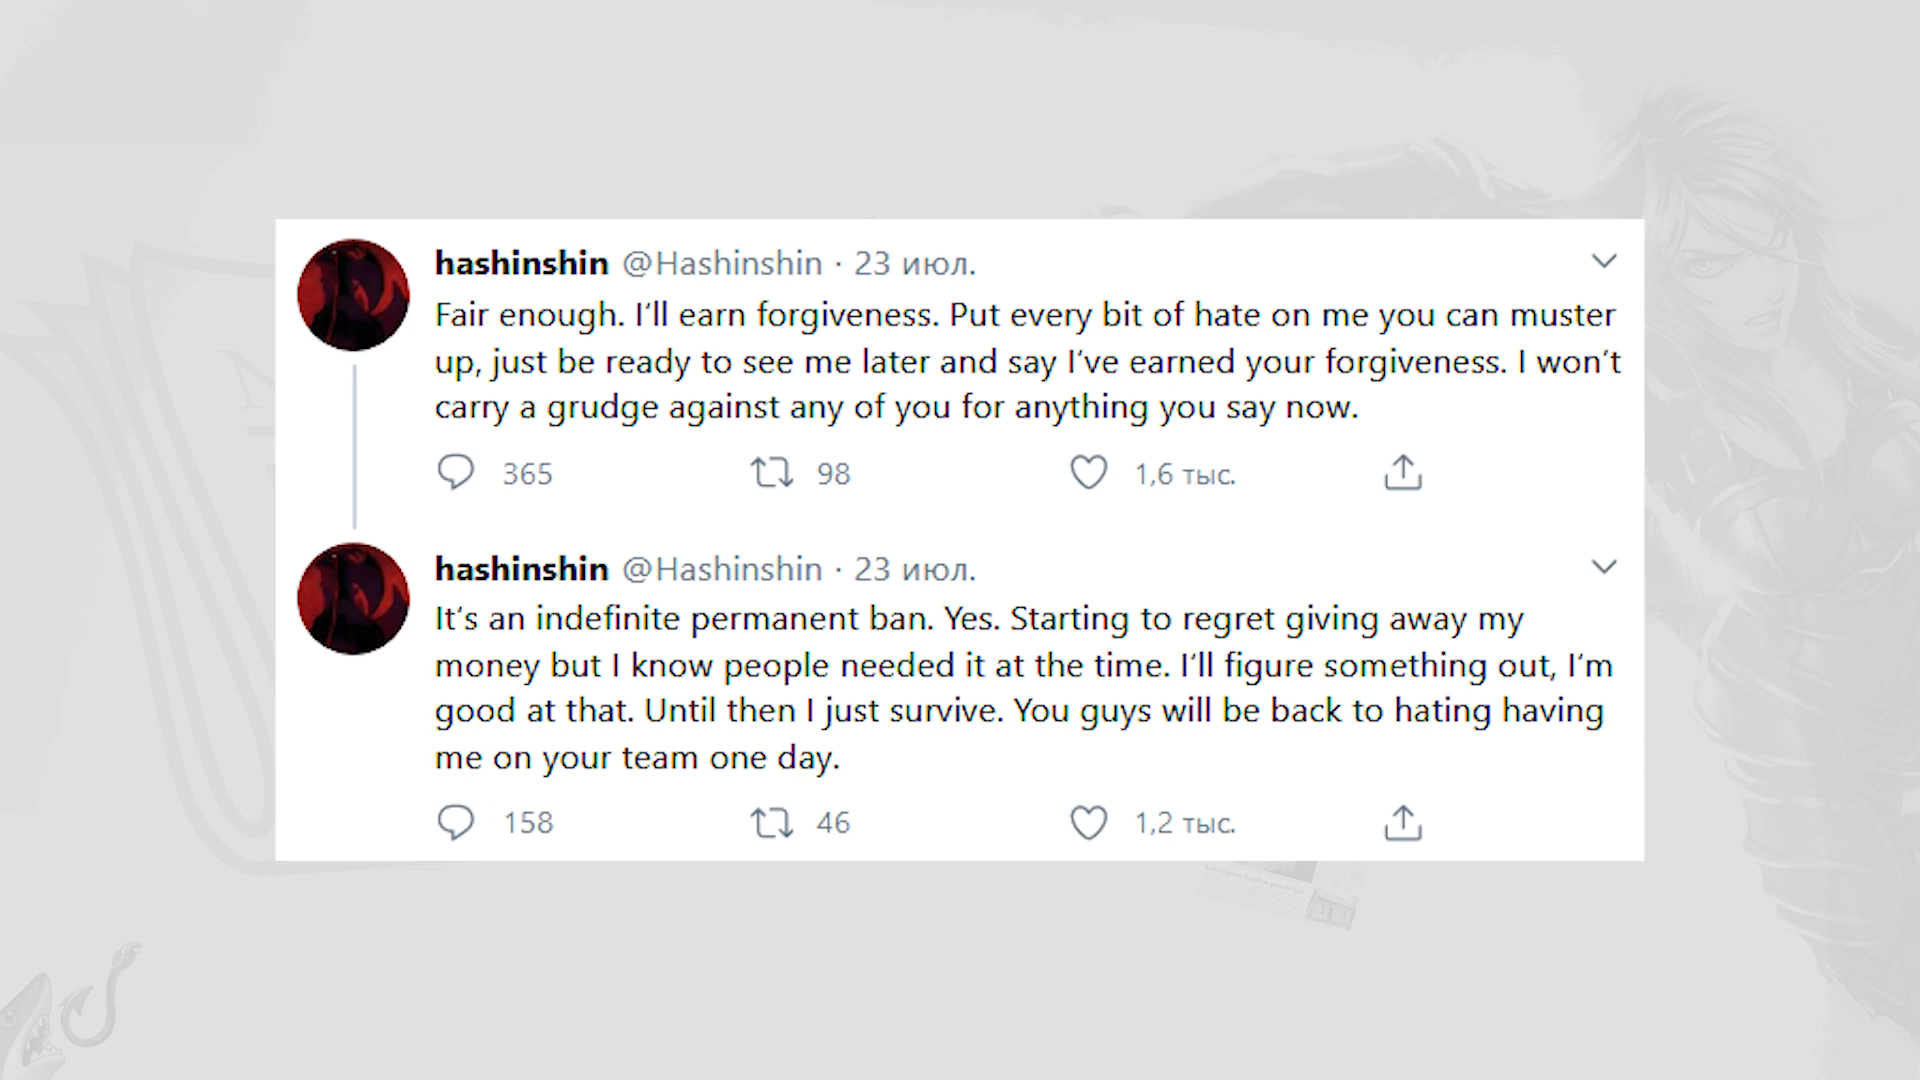 hashinshin @Hashinshin · 23 июл.
Fair enough. I’ll earn forgiveness. Put every bit of hate on me you can muster
up, just be ready to see me later and say I’ve earned your forgiveness. I won’t
carry a grudge against any of you for anything you say now.
365 98 1,6 тыс.
hashinshin @Hashinshin · 23 июл.
It’s an indefinite permanent ban. Yes. Starting to regret giving away my
money but I know people needed it at the time. I’ll figure something out, I’m
good at that. Until then I just survive. You guys will be back to hating having
me on your team one day.
158 46 1,2 тыс.